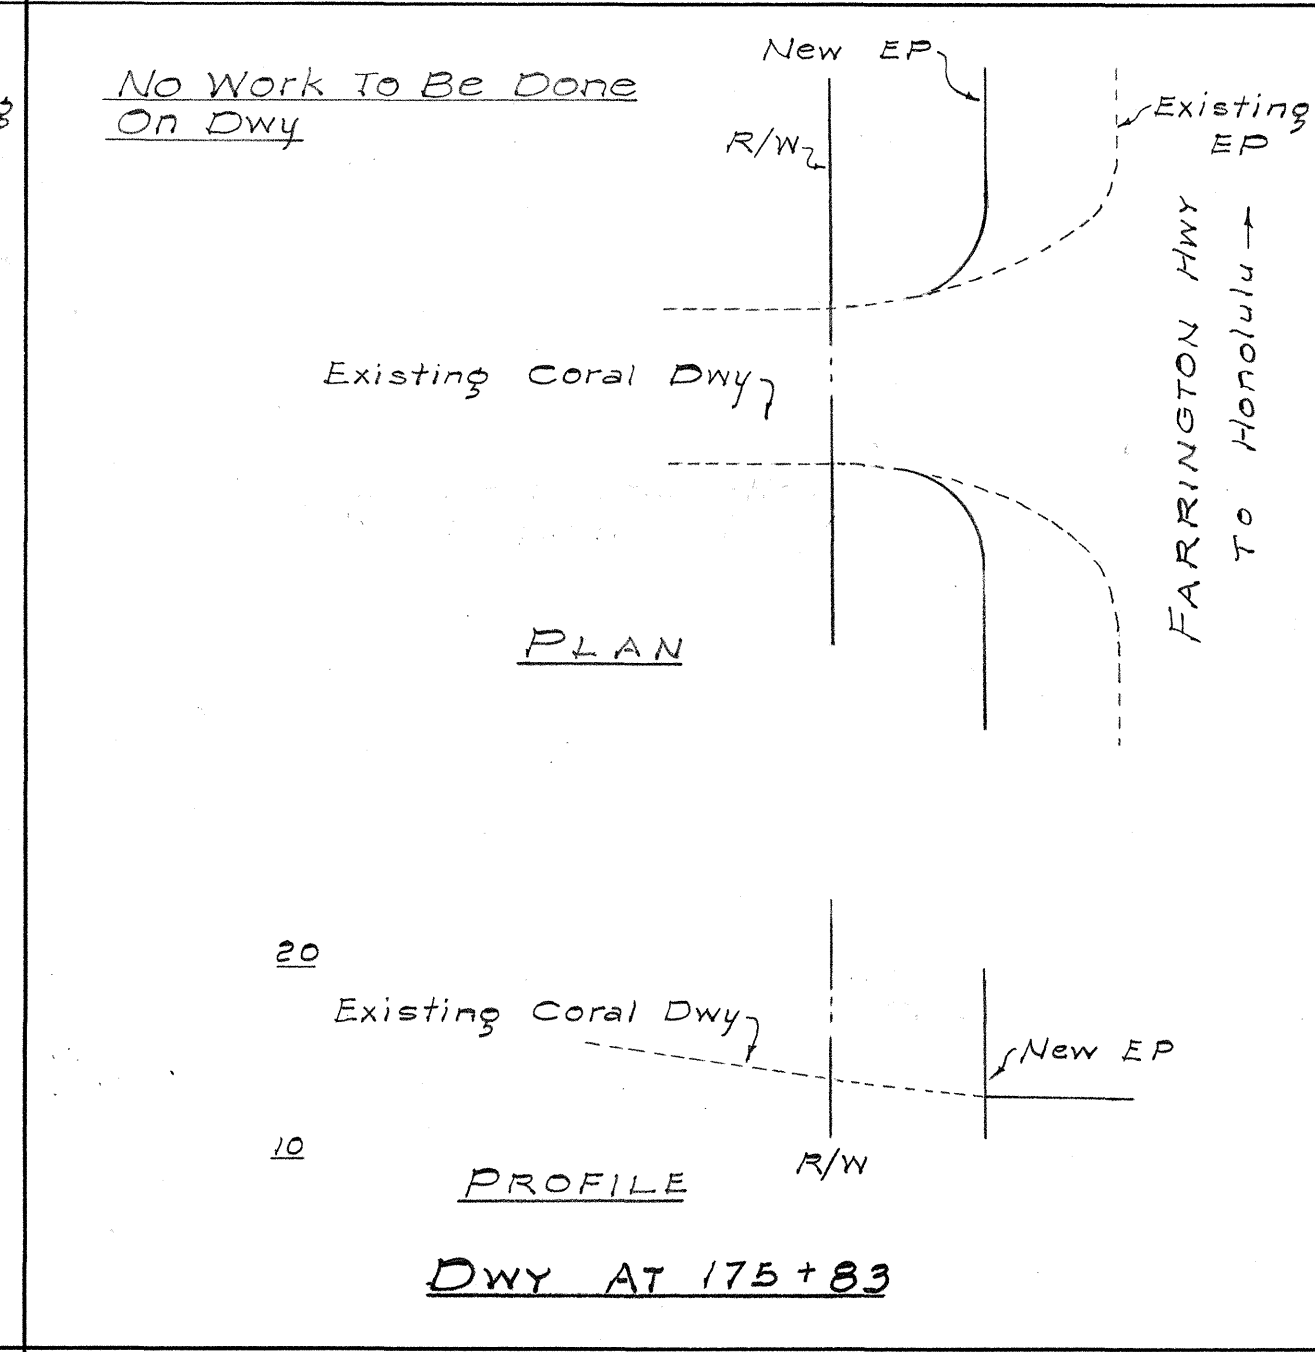 No Work To Be Done
On Dwy
New EP
R/W
Existing
EP
FARRINGTON HWY
To Honolulu
Existing Coral Dwy
PLAN
20
Existing Coral Dwy
New EP
10
R/W
PROFILE
DWY AT 175+83